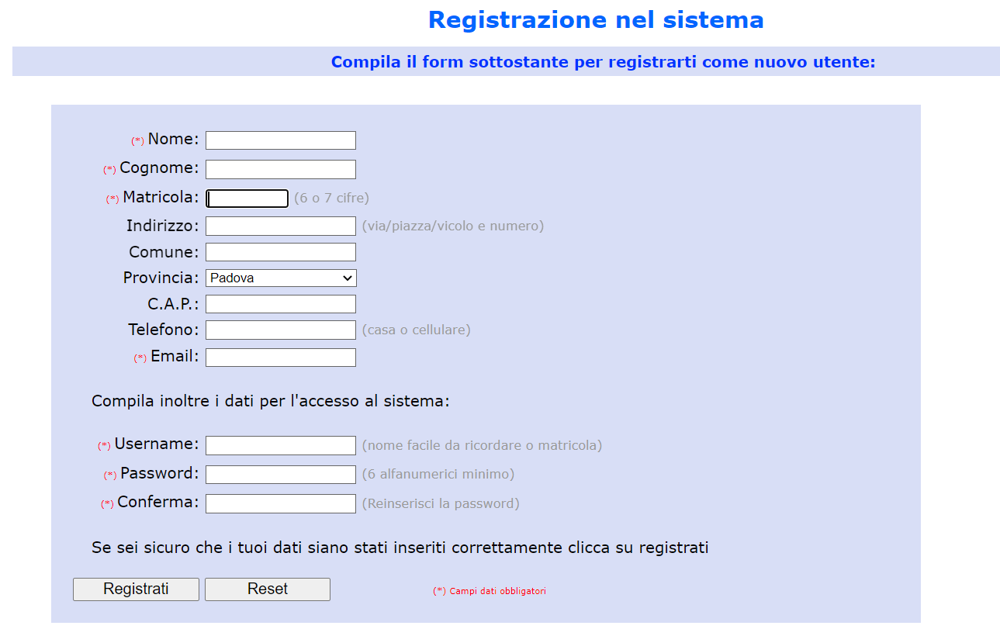 Registrazione nel sistema
Compila il form sottostante per registrarti come nuovo utente:
(*) Nome:
(*) Cognome:
(*) Matricola: (6 o 7 cifre)
Indirizzo: (via/piazza/vicolo e numero)
Comune:
Provincia: Padova
C.A.P.:
Telefono: (casa o cellulare)
(*) Email:
Compila inoltre i dati per l'accesso al sistema:
(*) Username: (nome facile da ricordare o matricola)
(*) Password: (6 alfanumerici minimo)
(*) Conferma: (Reinserisci la password)
Se sei sicuro che i tuoi dati siano stati inseriti correttamente clicca su registrati
Registrati Reset (*) Campi dati obbligatori